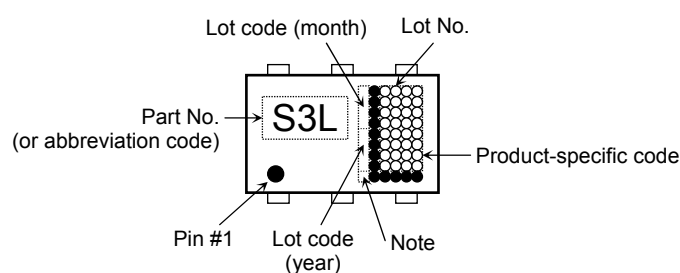 Lot code (month)
Lot No.
Part No.
(or abbreviation code)
S3L
Product-specific code
Pin #1
Lot code
(year)
Note